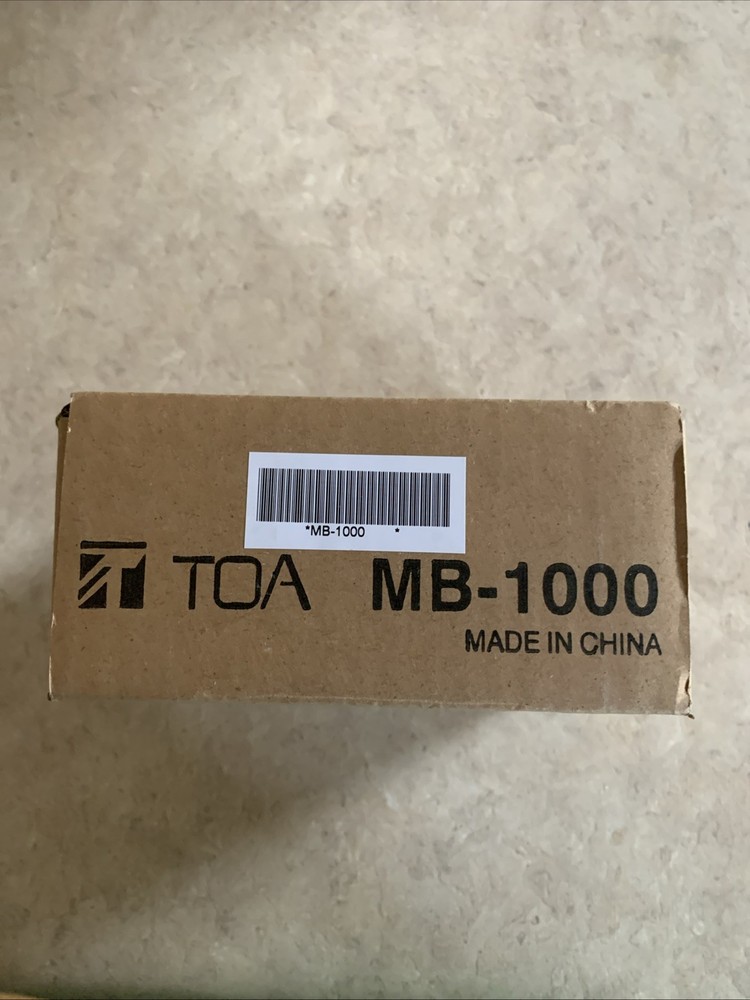 *MB-1000 *
TOA MB-1000
MADE IN CHINA